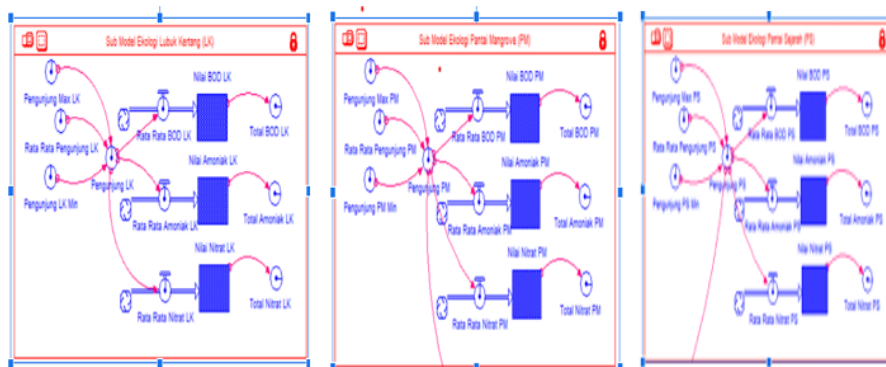 Sub Model Ekologi Lubuk Kertang (LK)
Nilai BOD LK
Pengunjung Max LK
Rata Rata BOD LK
Total BOD LK
Rata Rata Pengunjung LK
Nilai Amoniak LK
Pengunjung LK
Pengunjung LK Min
Rata Rata Amoniak LK
Total Amoniak LK
Nilai Nitrat LK
Rata Rata Nitrat LK
Total Nitrat LK
Sub Model Ekologi Pantai Mangrove (PM)
Nilai BOD PM
Pengunjung Max PM
Rata Rata BOD PM
Total BOD PM
Rata Rata Pengunjung PM
Nilai Amoniak PM
Pengunjung PM
Pengunjung PM Min
Rata Rata Amoniak PM
Total Amoniak PM
Nilai Nitrat PM
Rata Rata Nitrat PM
Total Nitrat PM
Sub Model Ekologi Pantai Sejarah (PS)
Nilai BOD PS
Pengunjung Max PS
Rata Rata BOD PS
Total BOD PS
Rata Rata Pengunjung PS
Nilai Amoniak PS
Pengunjung PS
Pengunjung PS Min
Rata Rata Amoniak PS
Total Amoniak PS
Nilai Nitrat PS
Rata Rata Nitrat PS
Total Nitrat PS